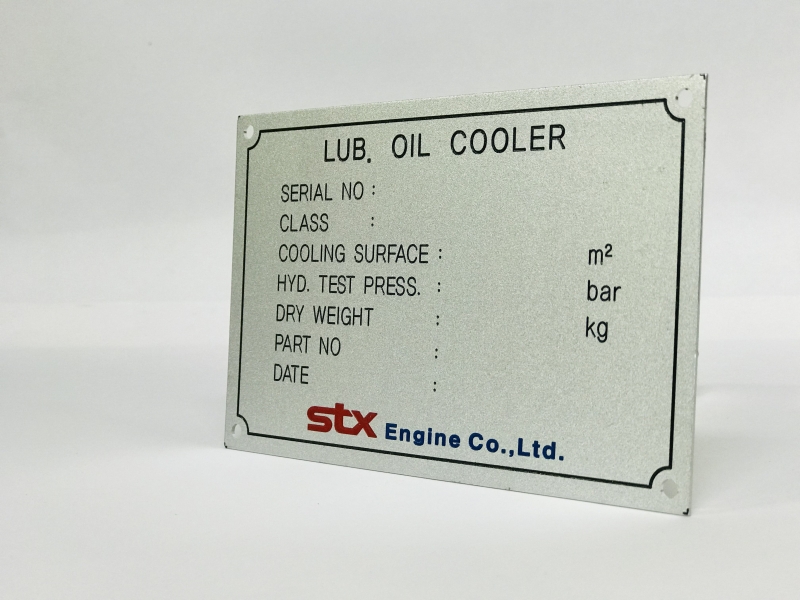 LUB. OIL COOLER
SERIAL NO :
CLASS :
COOLING SURFACE : m²
HYD. TEST PRESS. : bar
DRY WEIGHT : kg
PART NO :
DATE :
stx Engine Co.,Ltd.